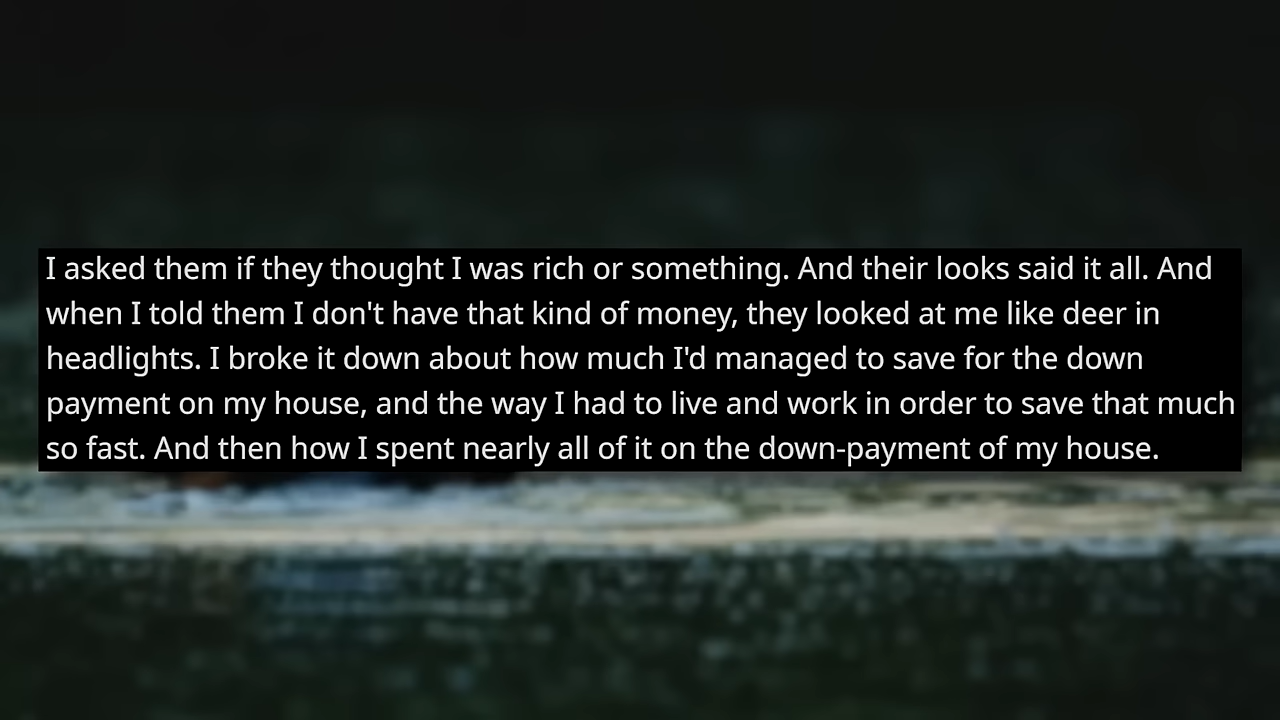 I asked them if they thought I was rich or something. And their looks said it all. And
when I told them I don't have that kind of money, they looked at me like deer in
headlights. I broke it down about how much I'd managed to save for the down
payment on my house, and the way I had to live and work in order to save that much
so fast. And then how I spent nearly all of it on the down-payment of my house.